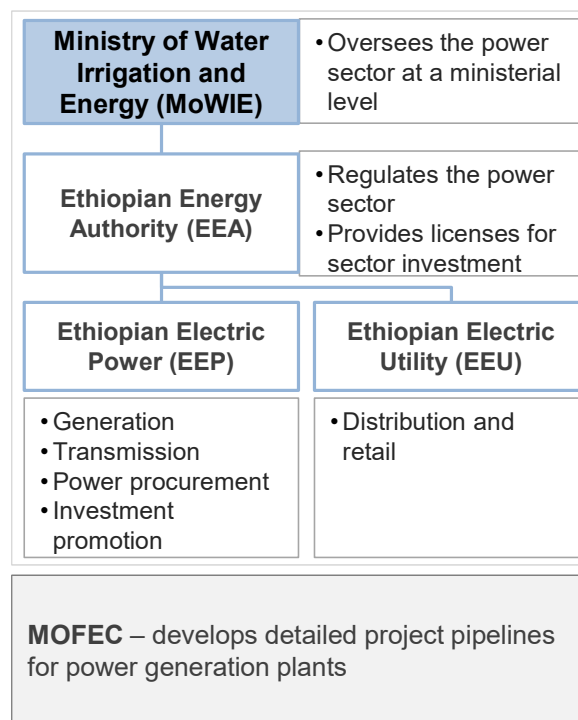 Ministry of Water
Irrigation and
Energy (MoWIE)
• Oversees the power
sector at a ministerial
level
Ethiopian Energy
Authority (EEA)
• Regulates the power
sector
• Provides licenses for
sector investment
Ethiopian Electric
Power (EEP)
Ethiopian Electric
Utility (EEU)
• Generation
• Transmission
• Power procurement
• Investment
promotion
• Distribution and
retail
MOFEC – develops detailed project pipelines
for power generation plants